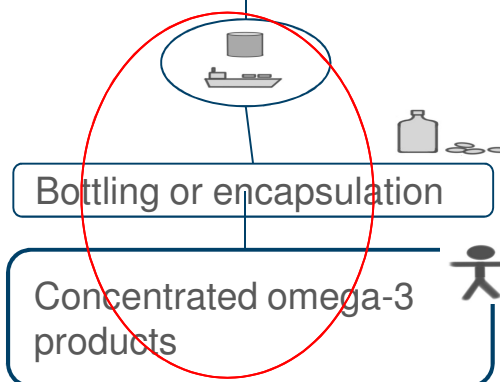 Bottling or encapsulation
Concentrated omega-3
products